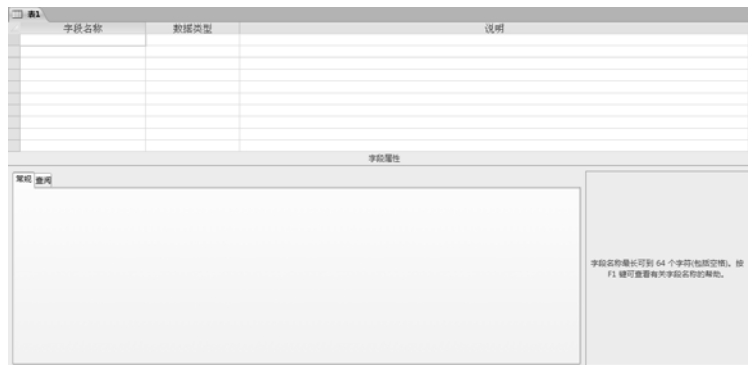 表1
字段名称 数据类型 说明
字段属性
常规 查阅
字段名称最长可到 64 个字符(包括空格)。按
F1 键可查看有关字段名称的帮助。